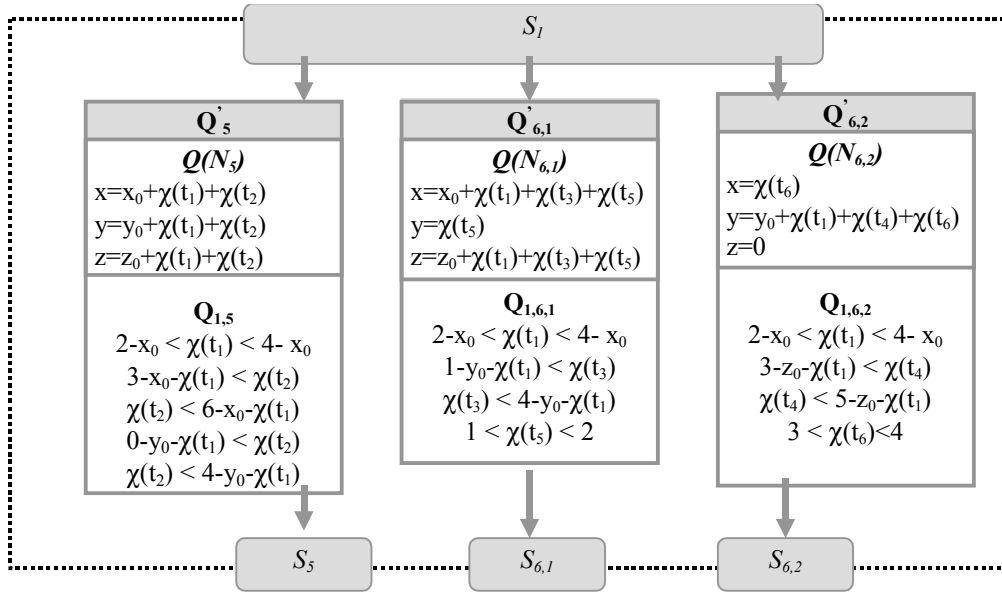 S₁
Q'₅
Q(N₅)
x=x₀+χ(t₁)+χ(t₂)
y=y₀+χ(t₁)+χ(t₂)
z=z₀+χ(t₁)+χ(t₂)
Q₁,₅
2-x₀ < χ(t₁) < 4- x₀
3-x₀-χ(t₁) < χ(t₂)
χ(t₂) < 6-x₀-χ(t₁)
0-y₀-χ(t₁) < χ(t₂)
χ(t₂) < 4-y₀-χ(t₁)
S₅
Q'₆,₁
Q(N₆,₁)
x=x₀+χ(t₁)+χ(t₃)+χ(t₅)
y=χ(t₅)
z=z₀+χ(t₁)+χ(t₃)+χ(t₅)
Q₁,₆,₁
2-x₀ < χ(t₁) < 4- x₀
1-y₀-χ(t₁) < χ(t₃)
χ(t₃) < 4-y₀-χ(t₁)
1 < χ(t₅) < 2
S₆,₁
Q'₆,₂
Q(N₆,₂)
x=χ(t₆)
y=y₀+χ(t₁)+χ(t₄)+χ(t₆)
z=0
Q₁,₆,₂
2-x₀ < χ(t₁) < 4- x₀
3-z₀-χ(t₁) < χ(t₄)
χ(t₄) < 5-z₀-χ(t₁)
3 < χ(t₆)<4
S₆,₂